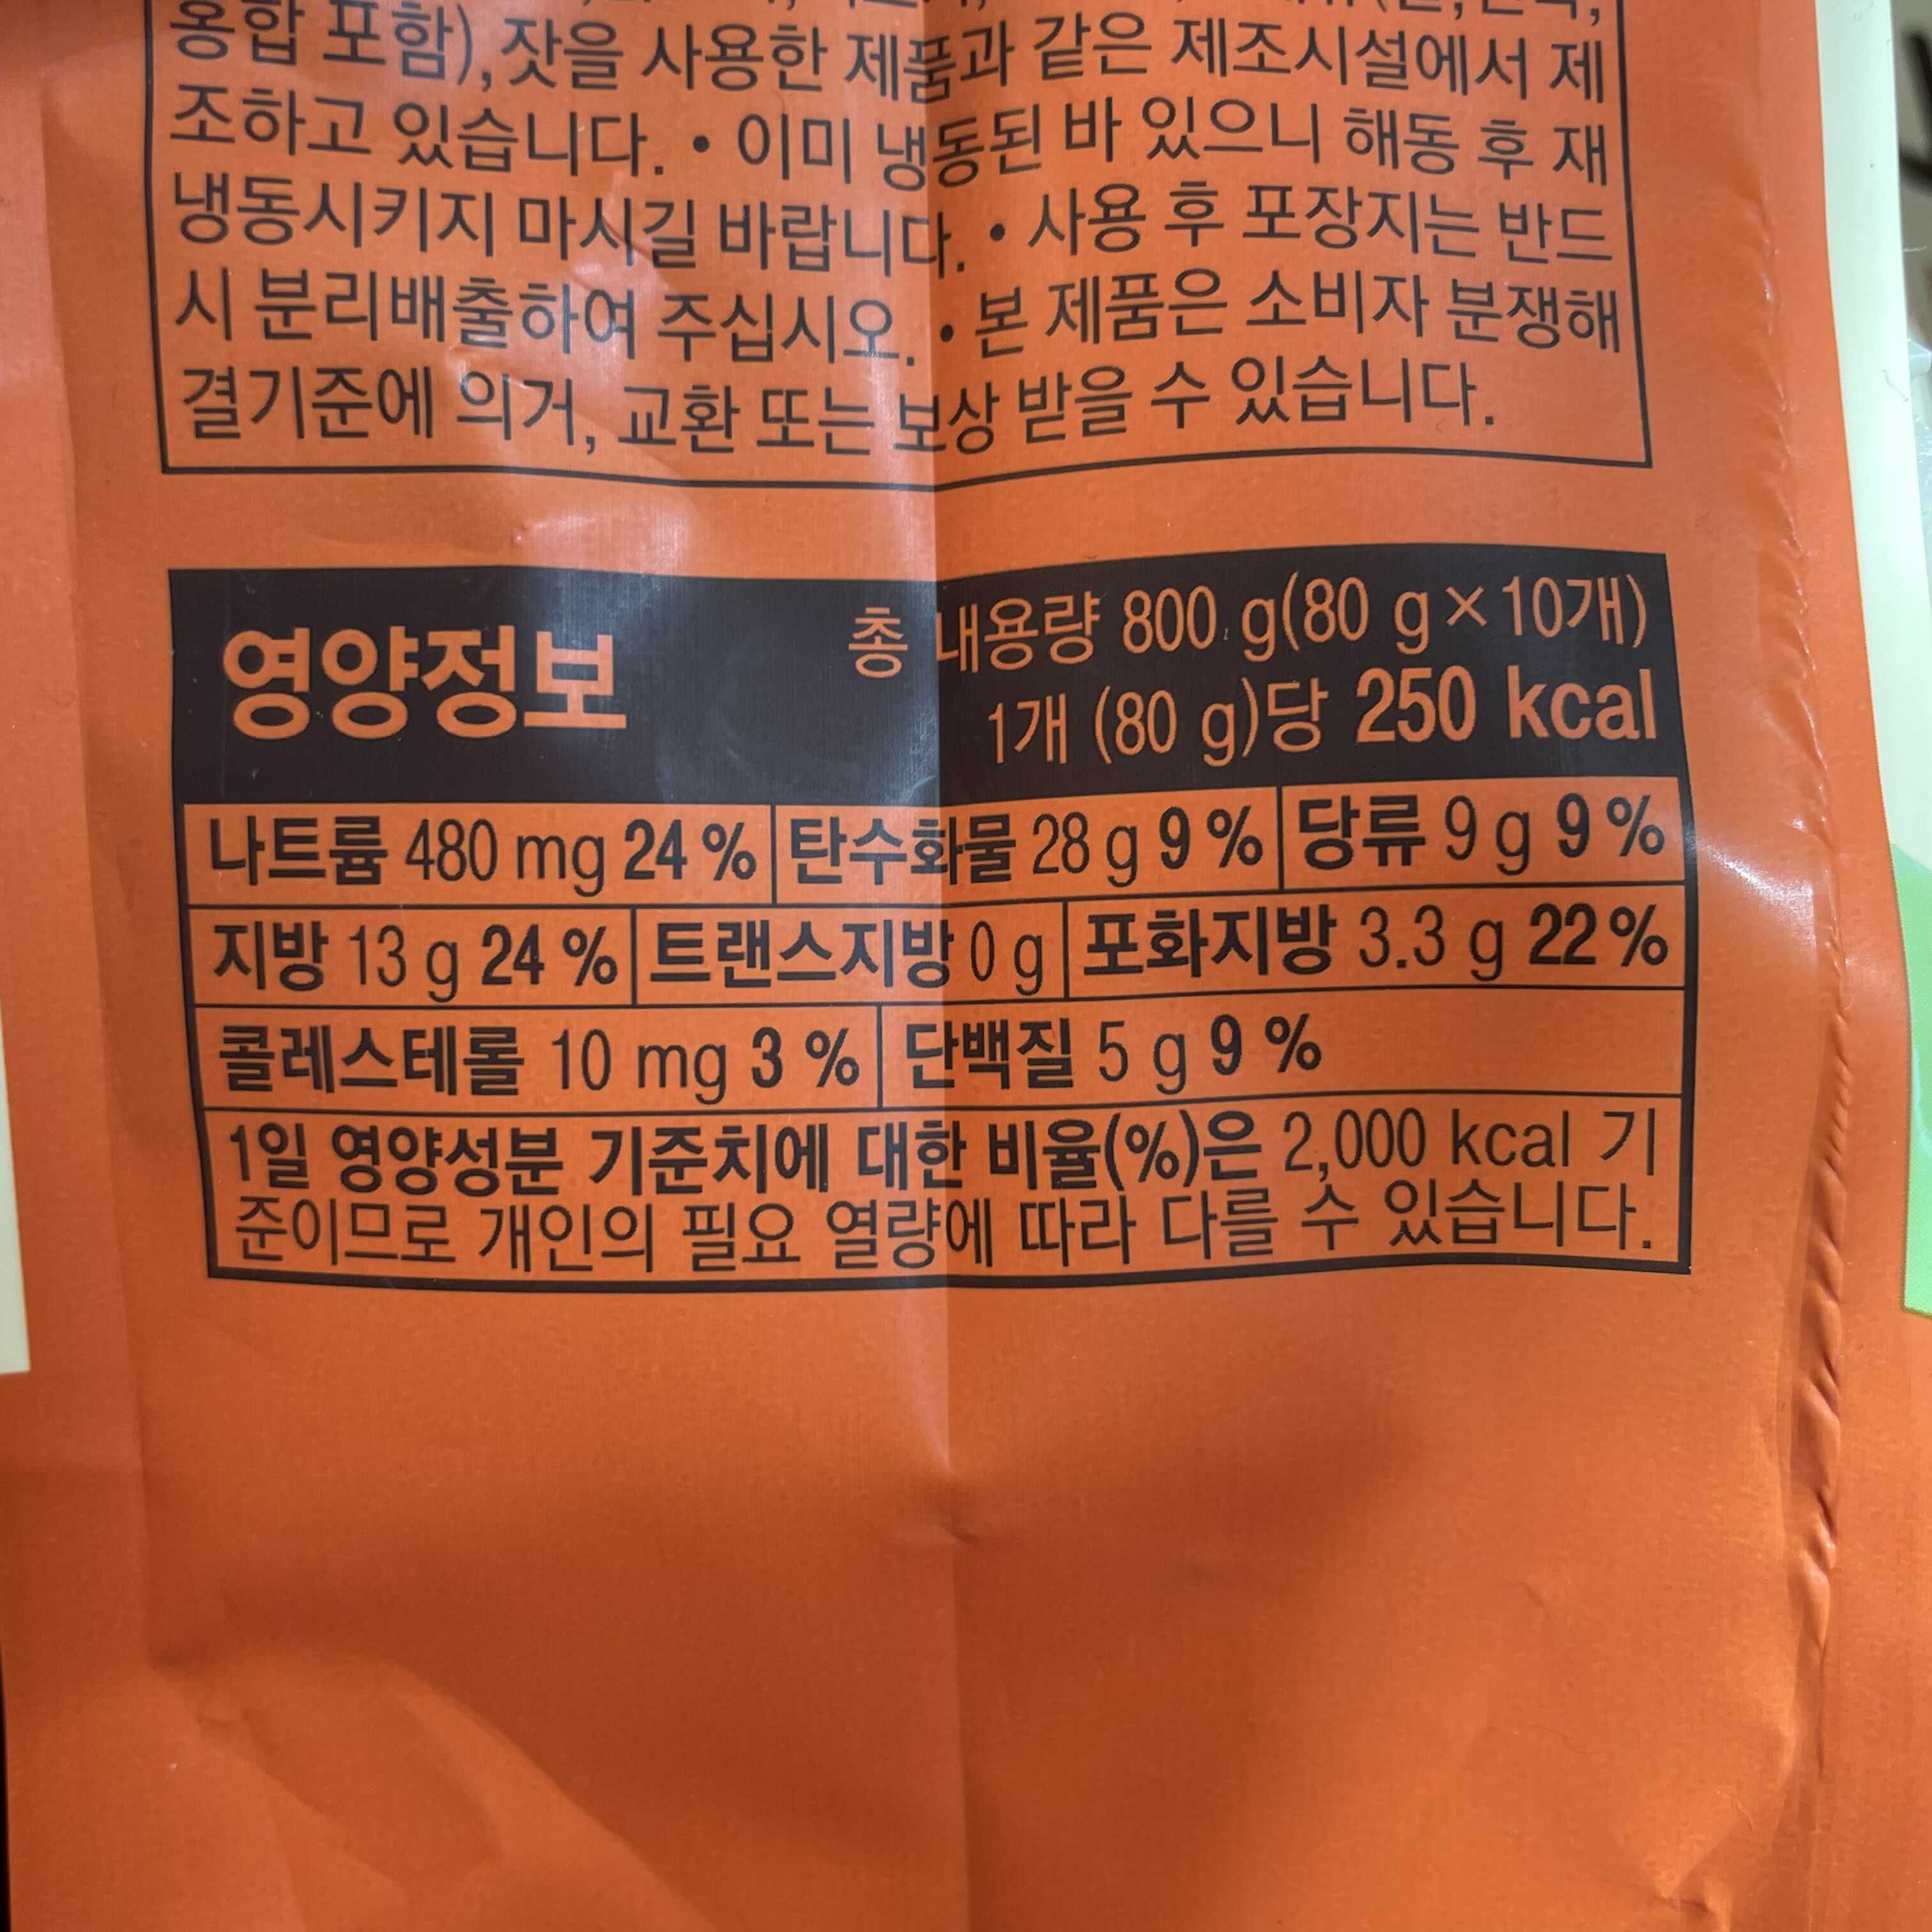 홍합 포함), 잣을 사용한 제품과 같은 제조시설에서 제
조하고 있습니다. • 이미 냉동된 바 있으니 해동 후 재
냉동시키지 마시길 바랍니다. • 사용 후 포장지는 반드
시 분리배출하여 주십시오. • 본 제품은 소비자 분쟁해
결기준에 의거, 교환 또는 보상 받을 수 있습니다.
영양정보
총 내용량 800 g(80 g×10개)
1개 (80 g)당 250 kcal
나트륨 480 mg 24 % 탄수화물 28 g 9 % 당류 9 g 9 %
지방 13 g 24 % 트랜스지방 0 g 포화지방 3.3 g 22 %
콜레스테롤 10 mg 3 % 단백질 5 g 9 %
1일 영양성분 기준치에 대한 비율(%)은 2,000 kcal 기
준이므로 개인의 필요 열량에 따라 다를 수 있습니다.